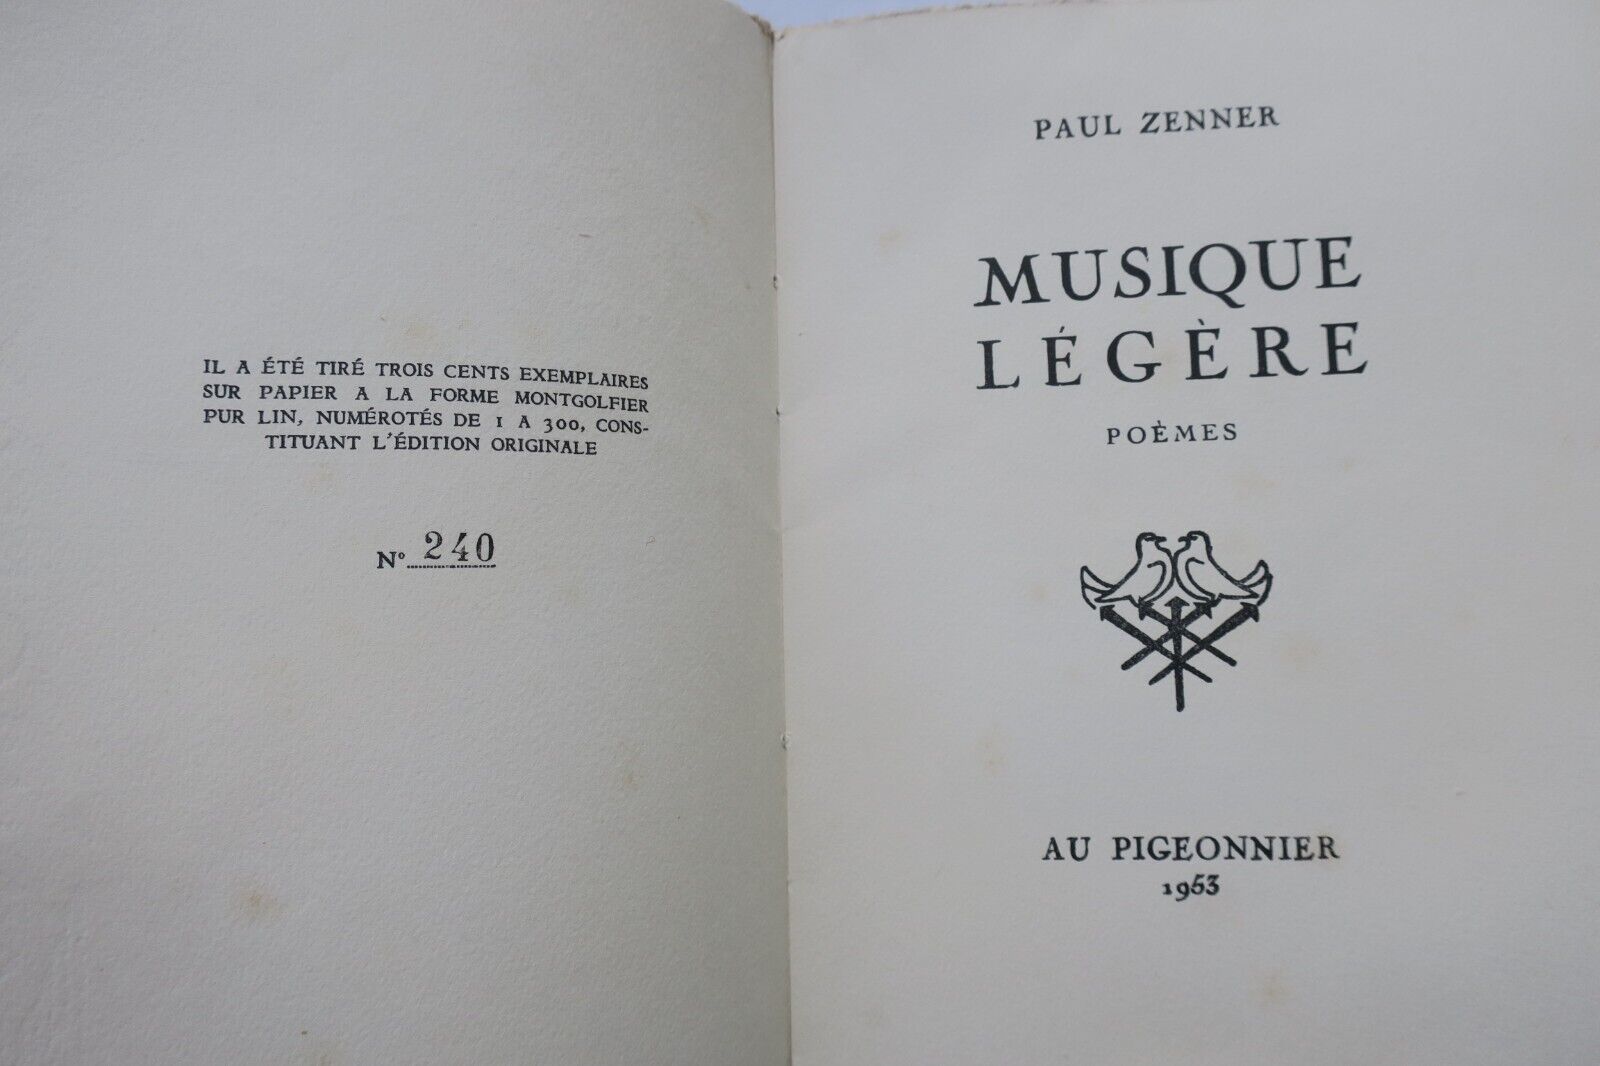 IL A ÉTÉ TIRÉ TROIS CENTS EXEMPLAIRES
SUR PAPIER A LA FORME MONTGOLFIER
PUR LIN, NUMÉROTÉS DE 1 A 300, CONS-
TITUANT L'ÉDITION ORIGINALE
N° 240
PAUL ZENNER
MUSIQUE
LÉGÈRE
POÈMES
AU PIGEONNIER
1953